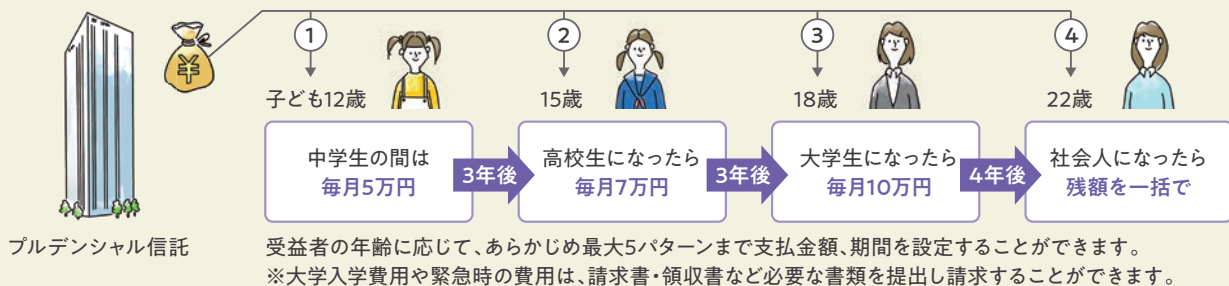 ¥
1
2
3
4
子ども12歳
15歳
18歳
22歳
中学生の間は
毎月5万円
3年後
高校生になったら
毎月7万円
3年後
大学生になったら
毎月10万円
4年後
社会人になったら
残額を一括で
プルデンシャル信託
受益者の年齢に応じて、あらかじめ最大5パターンまで支払金額、期間を設定することができます。
※大学入学費用や緊急時の費用は、請求書・領収書など必要な書類を提出し請求することができます。